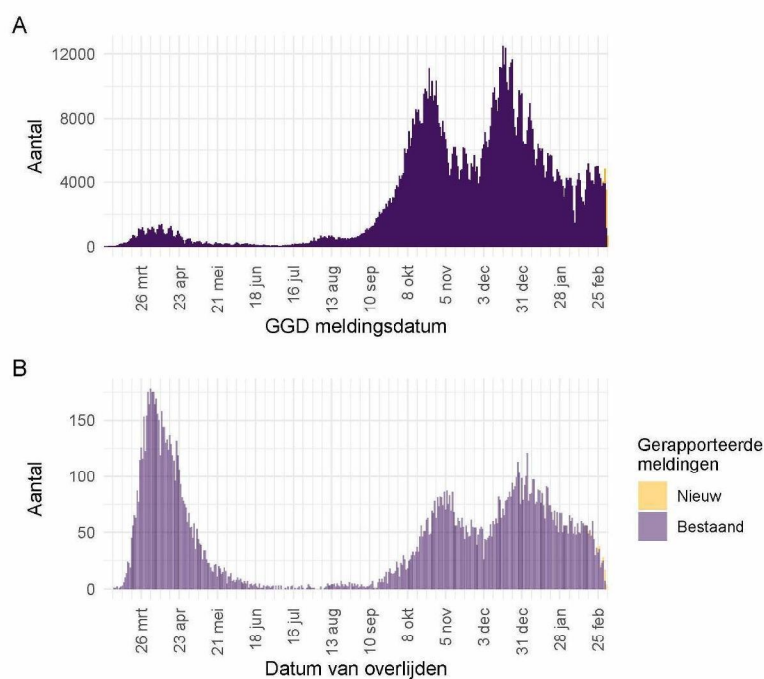 A
12000
8000
4000
0
Aantal
26 mrt
23 apr
21 mei
18 jun
16 jul
13 aug
10 sep
8 okt
5 nov
3 dec
31 dec
28 jan
25 feb
GGD meldingsdatum
B
150
100
50
0
Aantal
26 mrt
23 apr
21 mei
18 jun
16 jul
13 aug
10 sep
8 okt
5 nov
3 dec
31 dec
28 jan
25 feb
Datum van overlijden
Gerapporteerde
meldingen
Nieuw
Bestaand